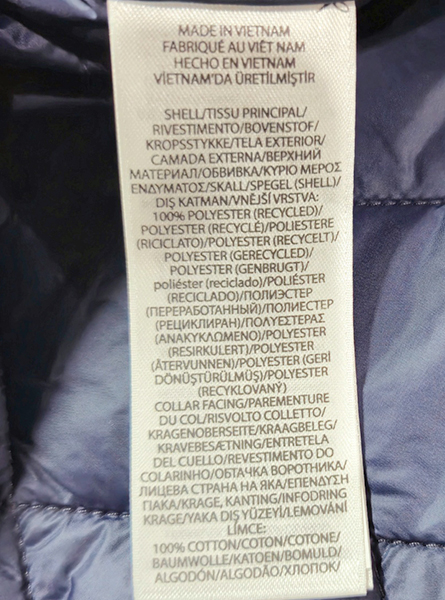 MADE IN VIETNAM
FABRIQUÉ AU VIÊT NAM
HECHO EN VIETNAM
VİETNAM'DA ÜRETİLMİŞTİR
SHELL/TISSU PRINCIPAL/
RIVESTIMENTO/BOVENSTOF/
KROPSSTYKKE/TELA EXTERIOR/
CAMADA EXTERNA/ВЕРХНИЙ
МАТЕРИАЛ/ОБВИВКА/ΚΥΡΙΟ ΜΕΡΟΣ
ΕΝΔΥΜΑΤΟΣ/SKALL/SPEGEL (SHELL)/
DIŞ KATMAN/VNĚJŠÍ VRSTVA:
100% POLYESTER (RECYCLED)/
POLYESTER (RECYCLÉ)/POLIESTERE
(RICICLATO)/POLYESTER (RECYCELT)/
POLYESTER (GERECYCLED)/
POLYESTER (GENBRUGT)/
poliéster (reciclado)/POLIÉSTER
(RECICLADO)/ПОЛИЭСТЕР
(ПЕРЕРАБОТАННЫЙ)/ПОЛИЕСТЕР
(РЕЦИКЛИРАН)/ΠΟΛΥΕΣΤΕΡΑΣ
(ΑΝΑΚΥΚΛΩΜΕΝΟ)/POLYESTER
(RESIRKULERT)/POLYESTER
(ÅTERVUNNEN)/POLYESTER (GERİ
DÖNÜŞTÜRÜLMÜŞ)/POLYESTER
(RECYKLOVANÝ)
COLLAR FACING/PAREMENTURE
DU COL/RISVOLTO COLLETTO/
KRAGENOBERSEITE/KRAAGBELEG/
KRAVEBESÆTNING/ENTRETELA
DEL CUELLO/REVESTIMENTO DO
COLARINHO/ОБТАЧКА ВОРОТНИКА/
ЛИЦЕВА СТРАНА НА ЯКА/ΕΠΕΝΔΥΣΗ
ΓΙΑΚΑ/KRAGE, KANTING/INFODRING
KRAGE/YAKA DIŞ YÜZEYİ/LEMOVÁNÍ
LÍMCE:
100% COTTON/COTON/COTONE/
BAUMWOLLE/KATOEN/BOMULD/
ALGODÓN/ALGODÃO/ХЛОПОК/